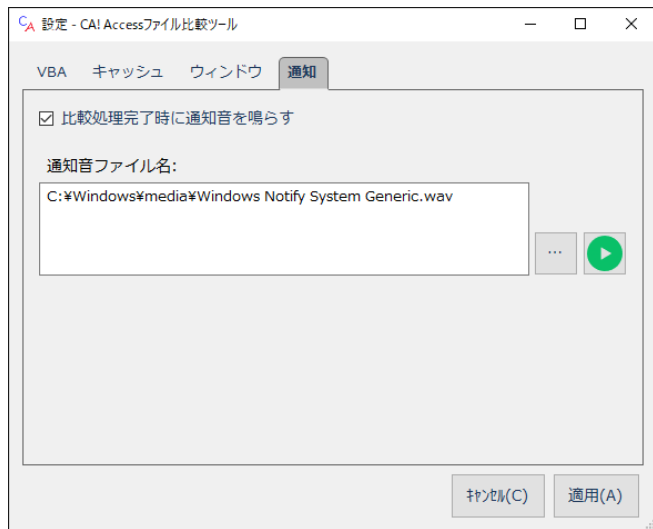 CA 設定 - CA! Accessファイル比較ツール
VBA キャッシュ ウィンドウ 通知
比較処理完了時に通知音を鳴らす
通知音ファイル名:
C:¥Windows¥media¥Windows Notify System Generic.wav
...
ｷｬﾝｾﾙ(C) 適用(A)